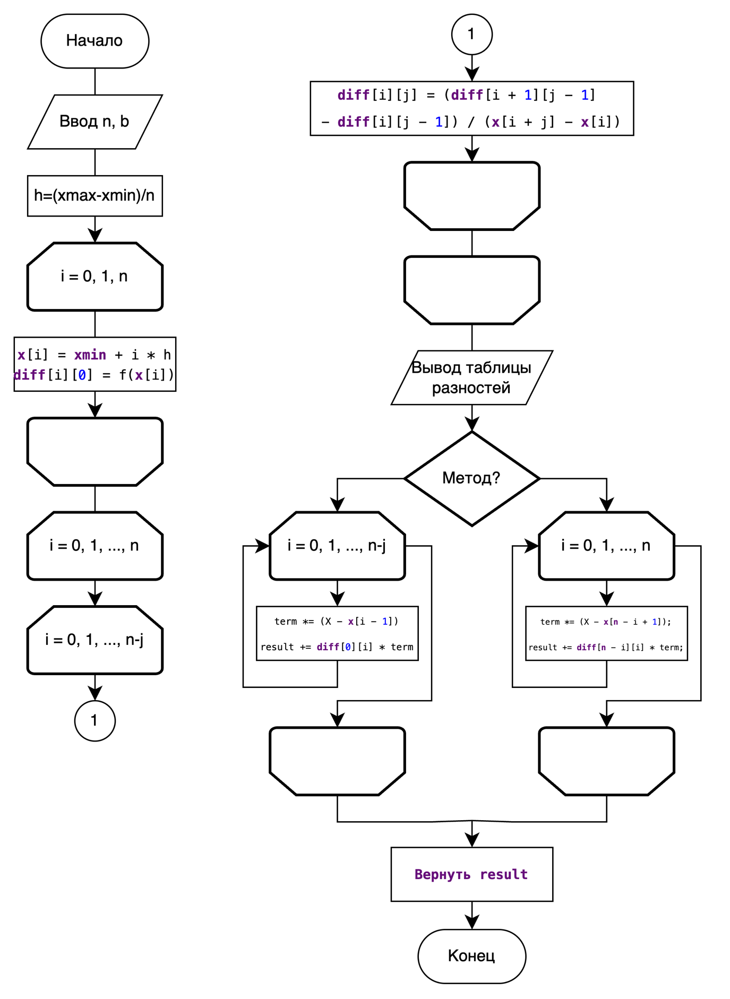 Начало
Ввод n, b
h=(xmax-xmin)/n
i = 0, 1, n
x[i] = xmin + i * h
diff[i][0] = f(x[i])
i = 0, 1, ..., n
i = 0, 1, ..., n-j
1
1
diff[i][j] = (diff[i + 1][j − 1]
− diff[i][j − 1]) / (x[i + j] − x[i])
Вывод таблицы
разностей
Метод?
i = 0, 1, ..., n-j
term *= (X − x[i − 1])
result += diff[0][i] * term
i = 0, 1, ..., n
term *= (X − x[n − i + 1]);
result += diff[n − i][i] * term;
Вернуть result
Конец